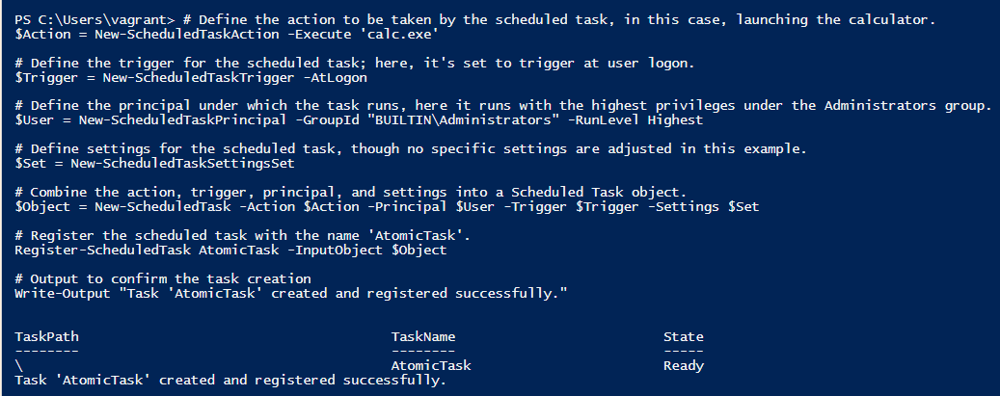 PS C:\Users\vagrant> # Define the action to be taken by the scheduled task, in this case, launching the calculator.
$Action = New-ScheduledTaskAction -Execute 'calc.exe'
# Define the trigger for the scheduled task; here, it's set to trigger at user logon.
$Trigger = New-ScheduledTaskTrigger -AtLogon
# Define the principal under which the task runs, here it runs with the highest privileges under the Administrators group.
$User = New-ScheduledTaskPrincipal -GroupId "BUILTIN\Administrators" -RunLevel Highest
# Define settings for the scheduled task, though no specific settings are adjusted in this example.
$Set = New-ScheduledTaskSettingsSet
# Combine the action, trigger, principal, and settings into a Scheduled Task object.
$Object = New-ScheduledTask -Action $Action -Principal $User -Trigger $Trigger -Settings $Set
# Register the scheduled task with the name 'AtomicTask'.
Register-ScheduledTask AtomicTask -InputObject $Object
# Output to confirm the task creation
Write-Output "Task 'AtomicTask' created and registered successfully."
TaskPath TaskName State
-------- -------- -----
\ AtomicTask Ready
Task 'AtomicTask' created and registered successfully.